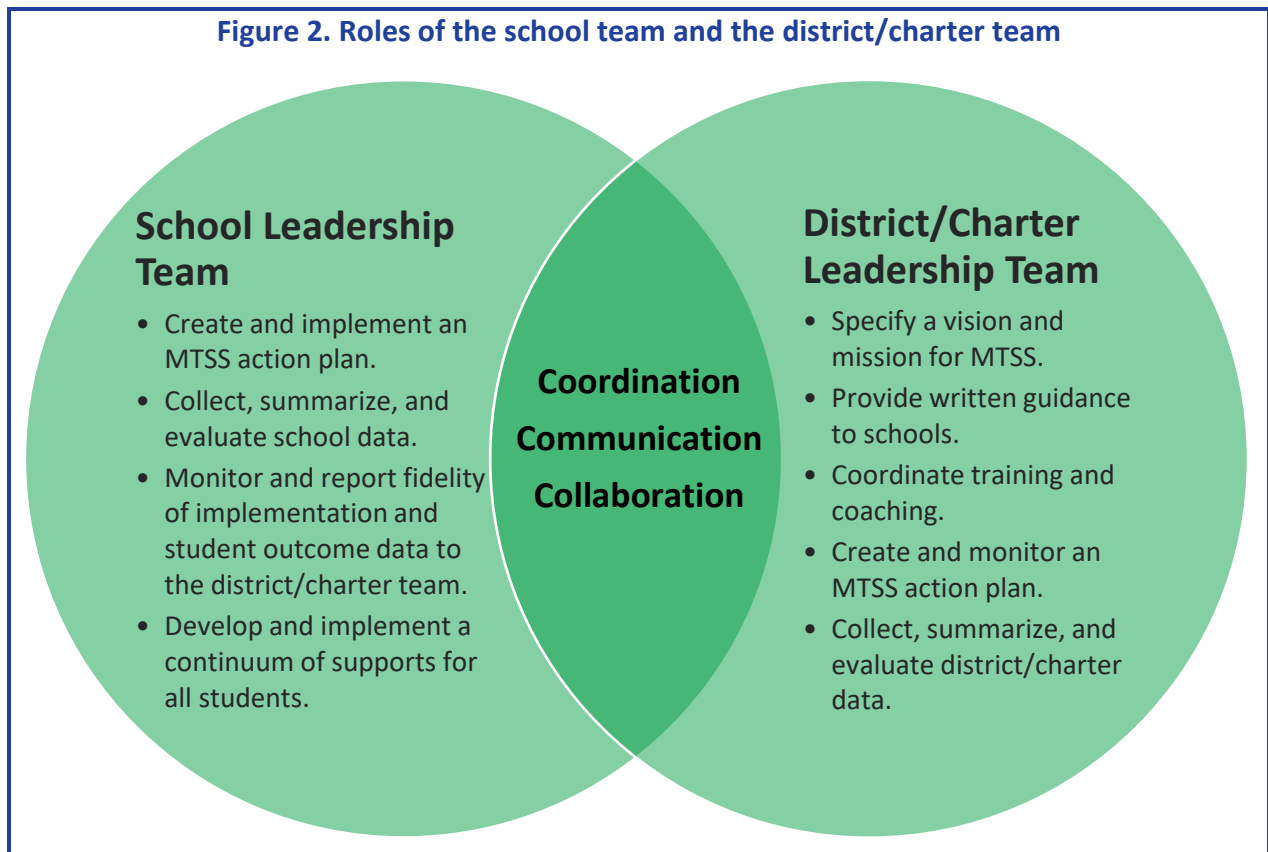 Figure 2. Roles of the school team and the district/charter team
School Leadership
Team
• Create and implement an
MTSS action plan.
• Collect, summarize, and
evaluate school data.
• Monitor and report fidelity
of implementation and
student outcome data to
the district/charter team.
• Develop and implement a
continuum of supports for
all students.
Coordination
Communication
Collaboration
District/Charter
Leadership Team
• Specify a vision and
mission for MTSS.
• Provide written guidance
to schools.
• Coordinate training and
coaching.
• Create and monitor an
MTSS action plan.
• Collect, summarize, and
evaluate district/charter
data.